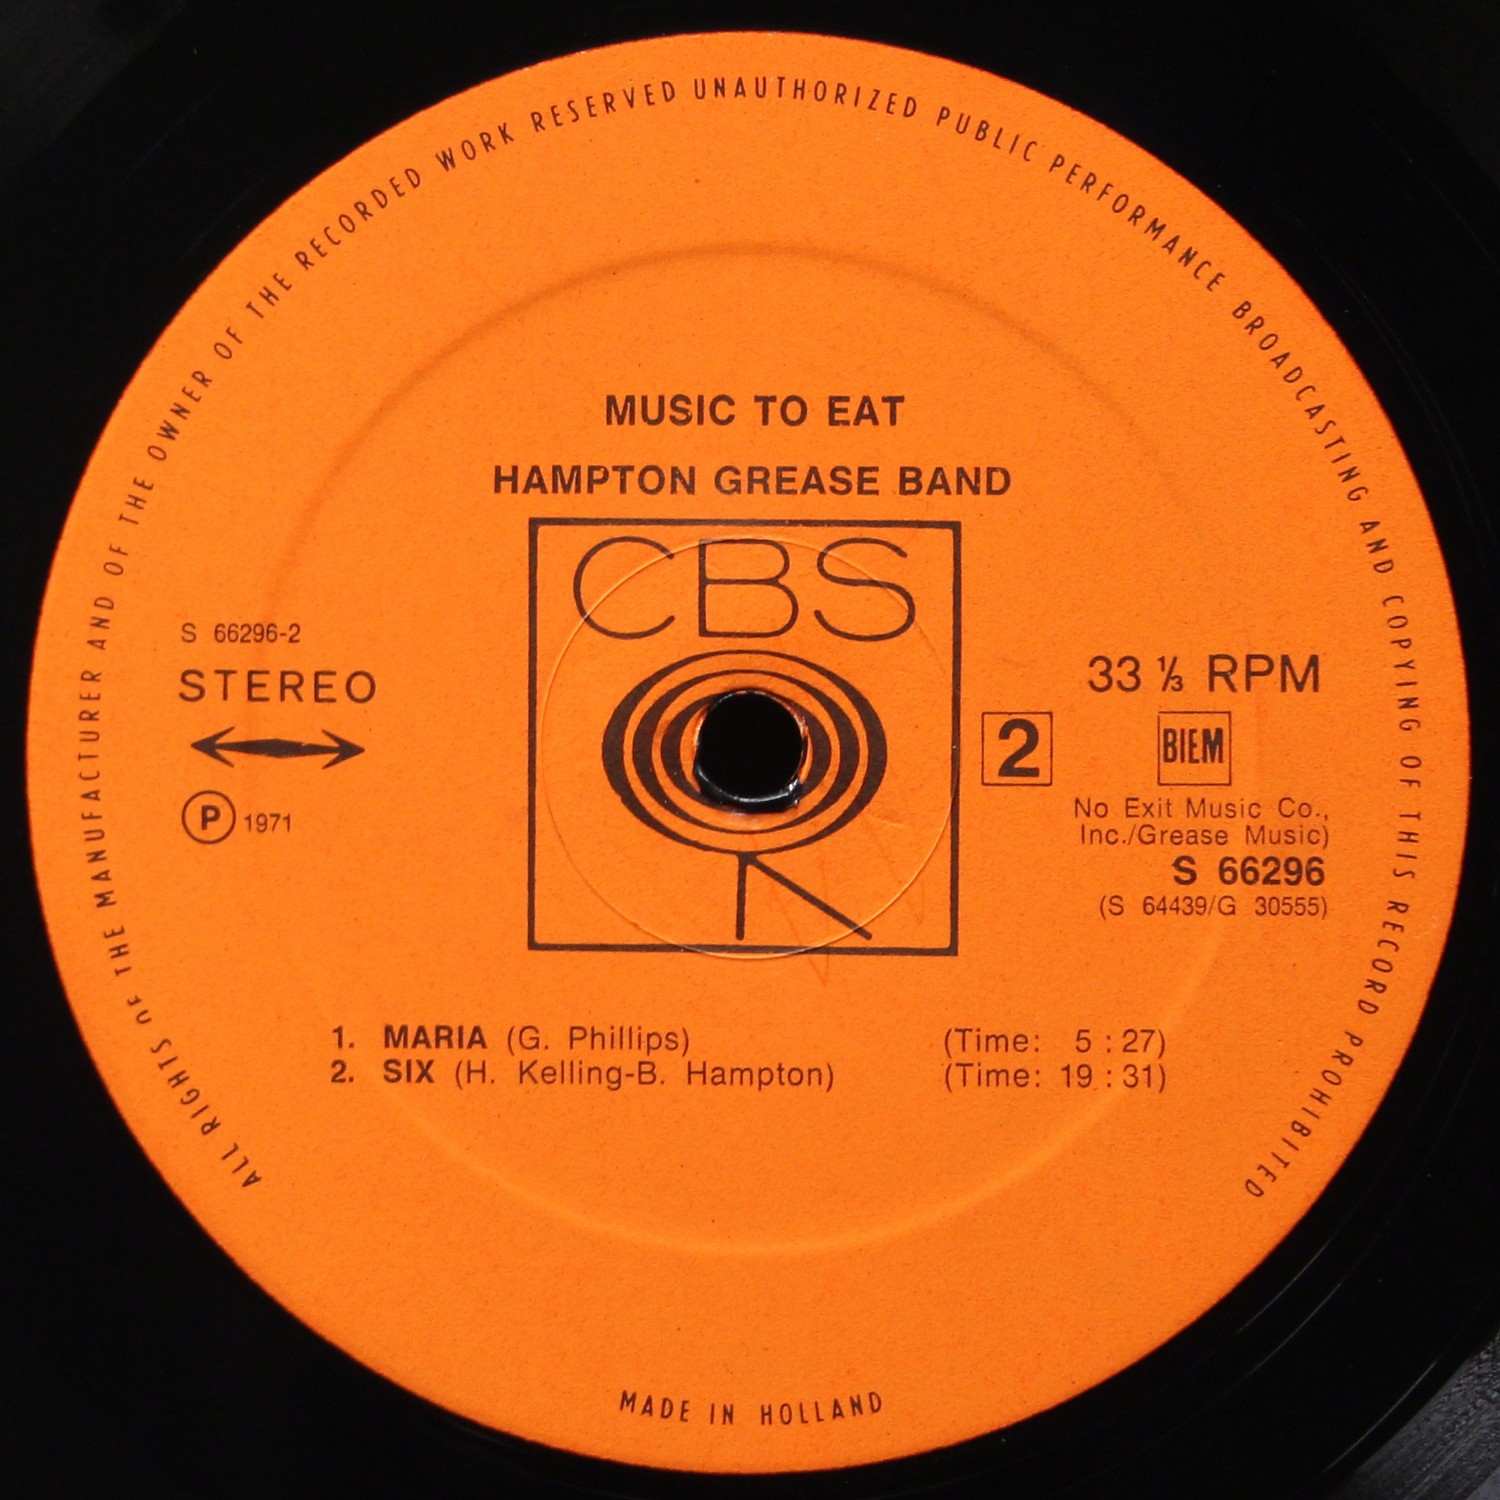 ALL RIGHTS OF THE MANUFACTURER AND OF THE OWNER OF THE RECORDED WORK RESERVED UNAUTHORIZED PUBLIC PERFORMANCE BROADCASTING AND COPYING OF THIS RECORD PROHIBITED
MUSIC TO EAT
HAMPTON GREASE BAND
CBS
S 66296-2
STEREO
P 1971
33 ⅓ RPM
2
BIEM
No Exit Music Co.,
Inc./Grease Music)
S 66296
(S 64439/G 30555)
1. MARIA (G. Phillips) (Time: 5 : 27)
2. SIX (H. Kelling-B. Hampton) (Time: 19 : 31)
MADE IN HOLLAND